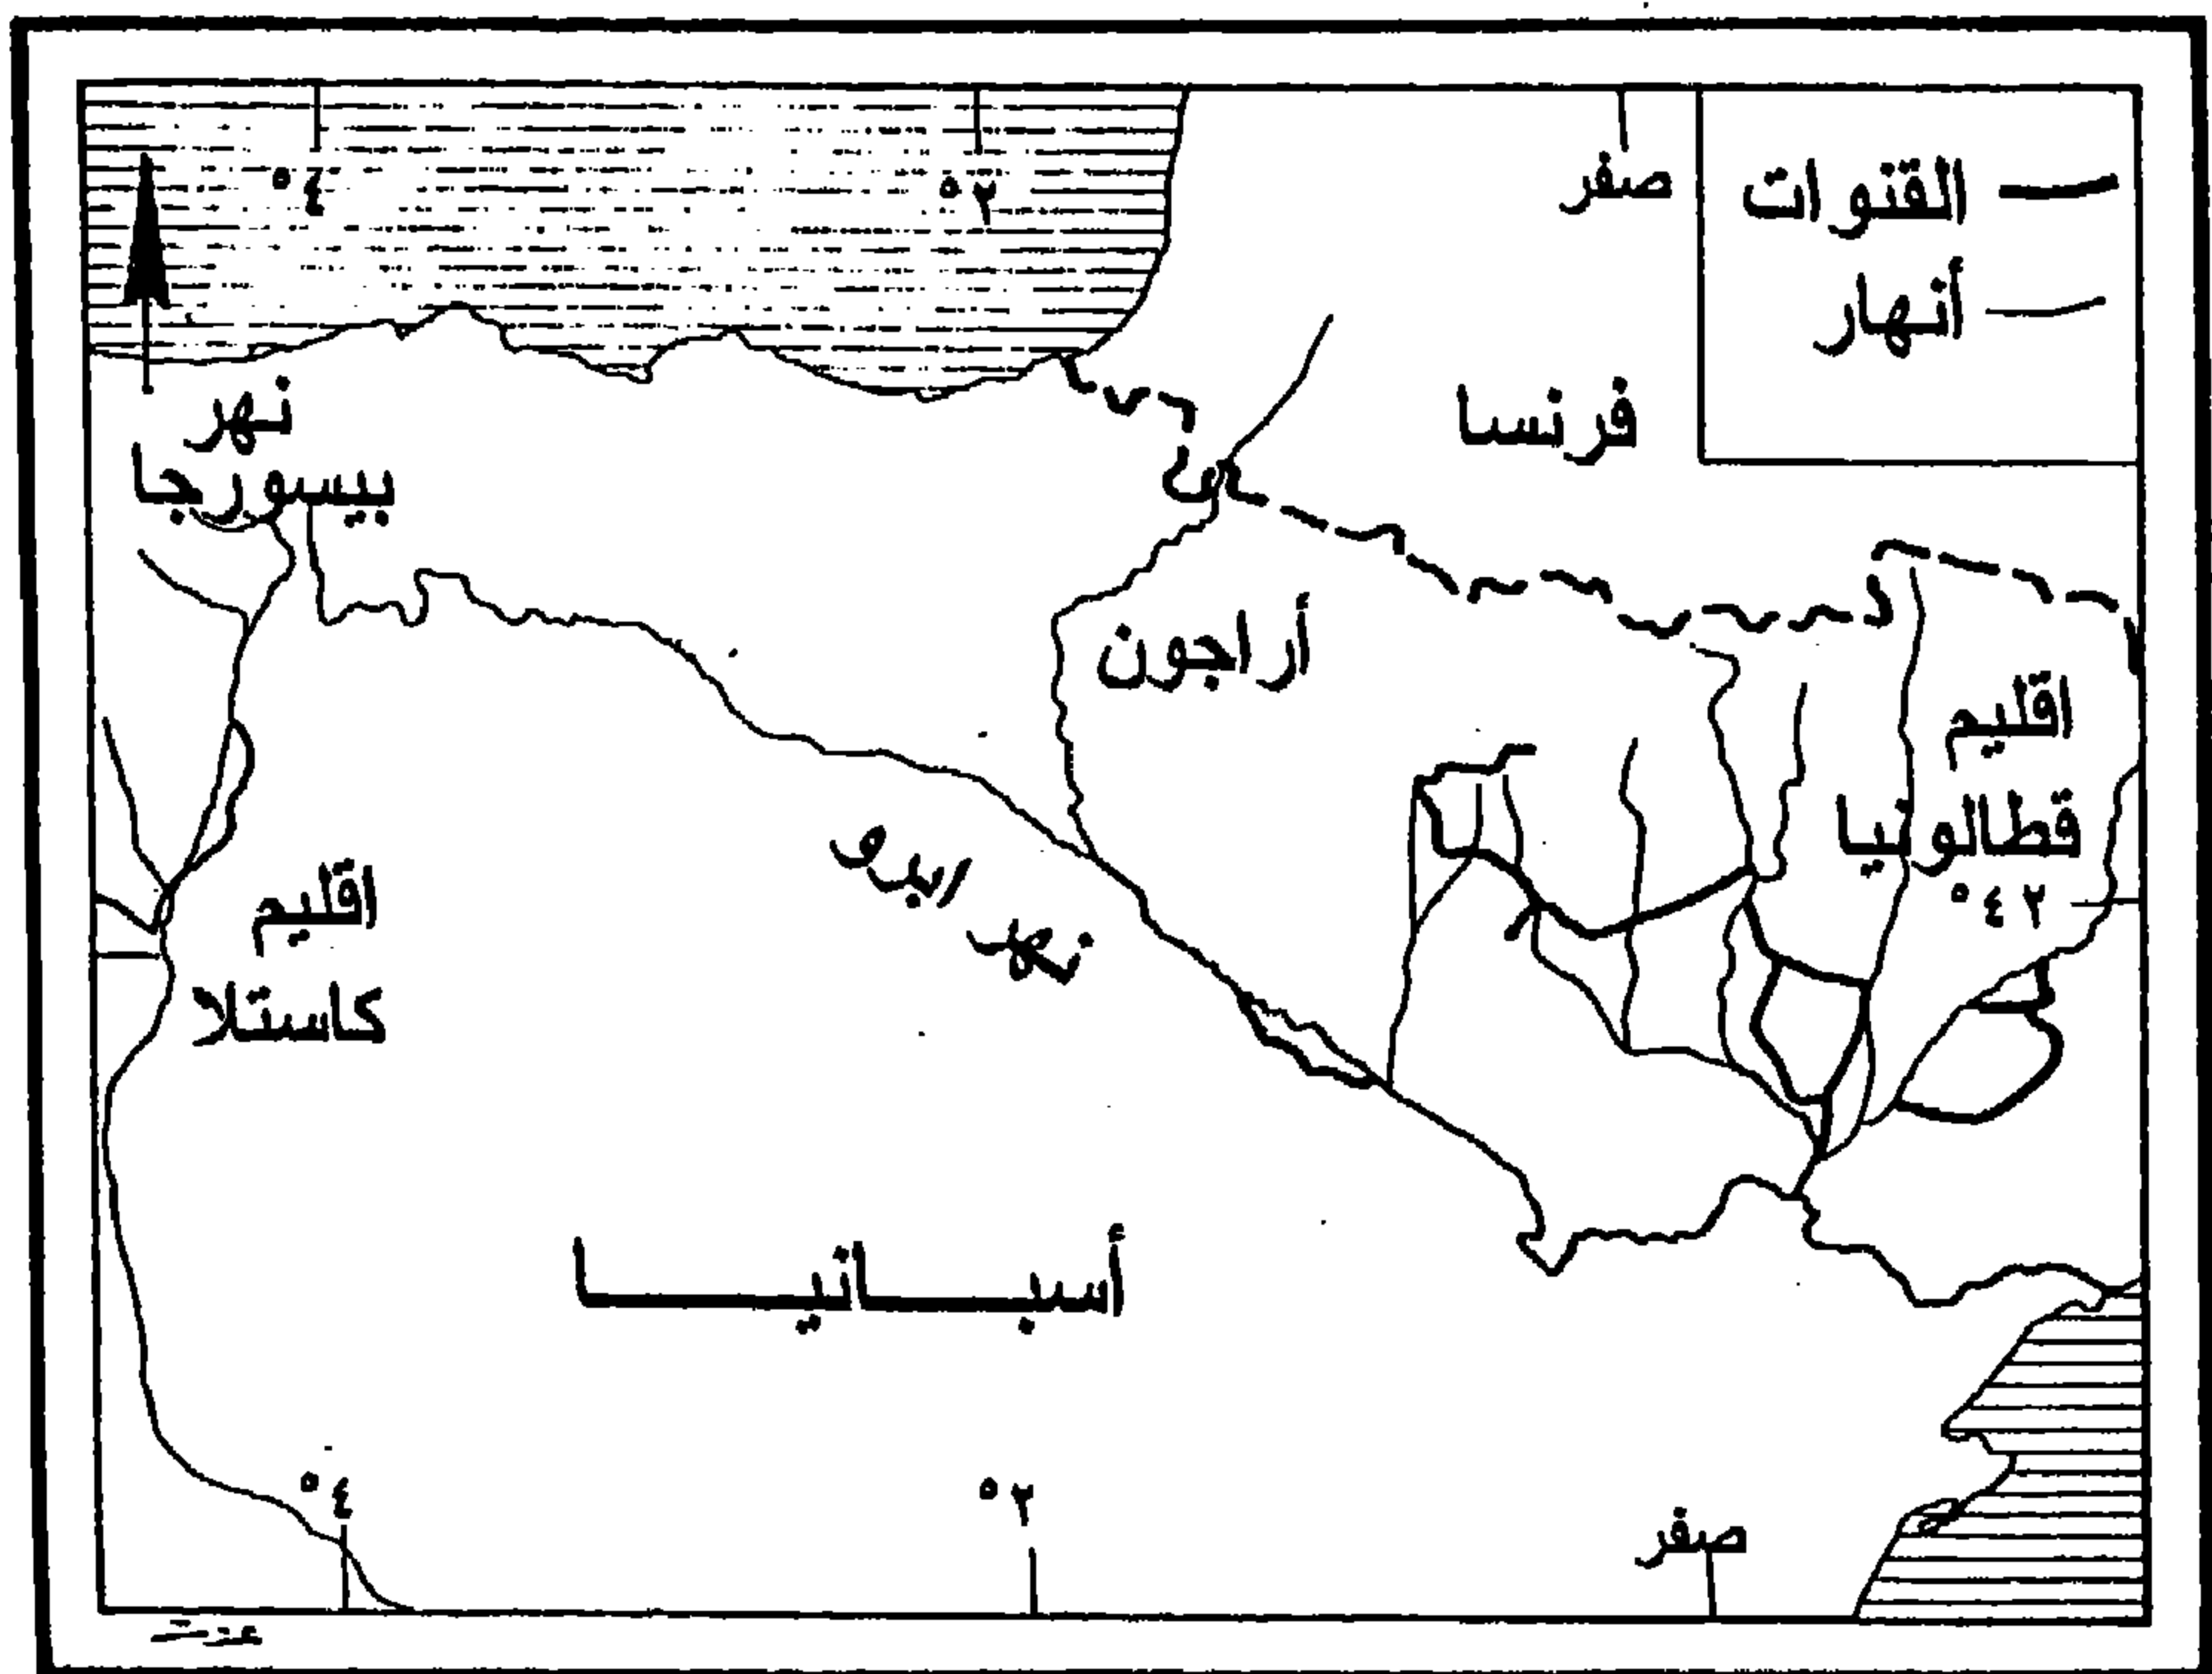 ٤°
٢°
صفر
القنوات
أنهار
فرنسا
نهر
بيسورجا
أراجون
اقليم
قطالونيا
٤٢°
نهر ابرو
اقليم
كاستلا
أسبانيا
٤°
٢°
صفر